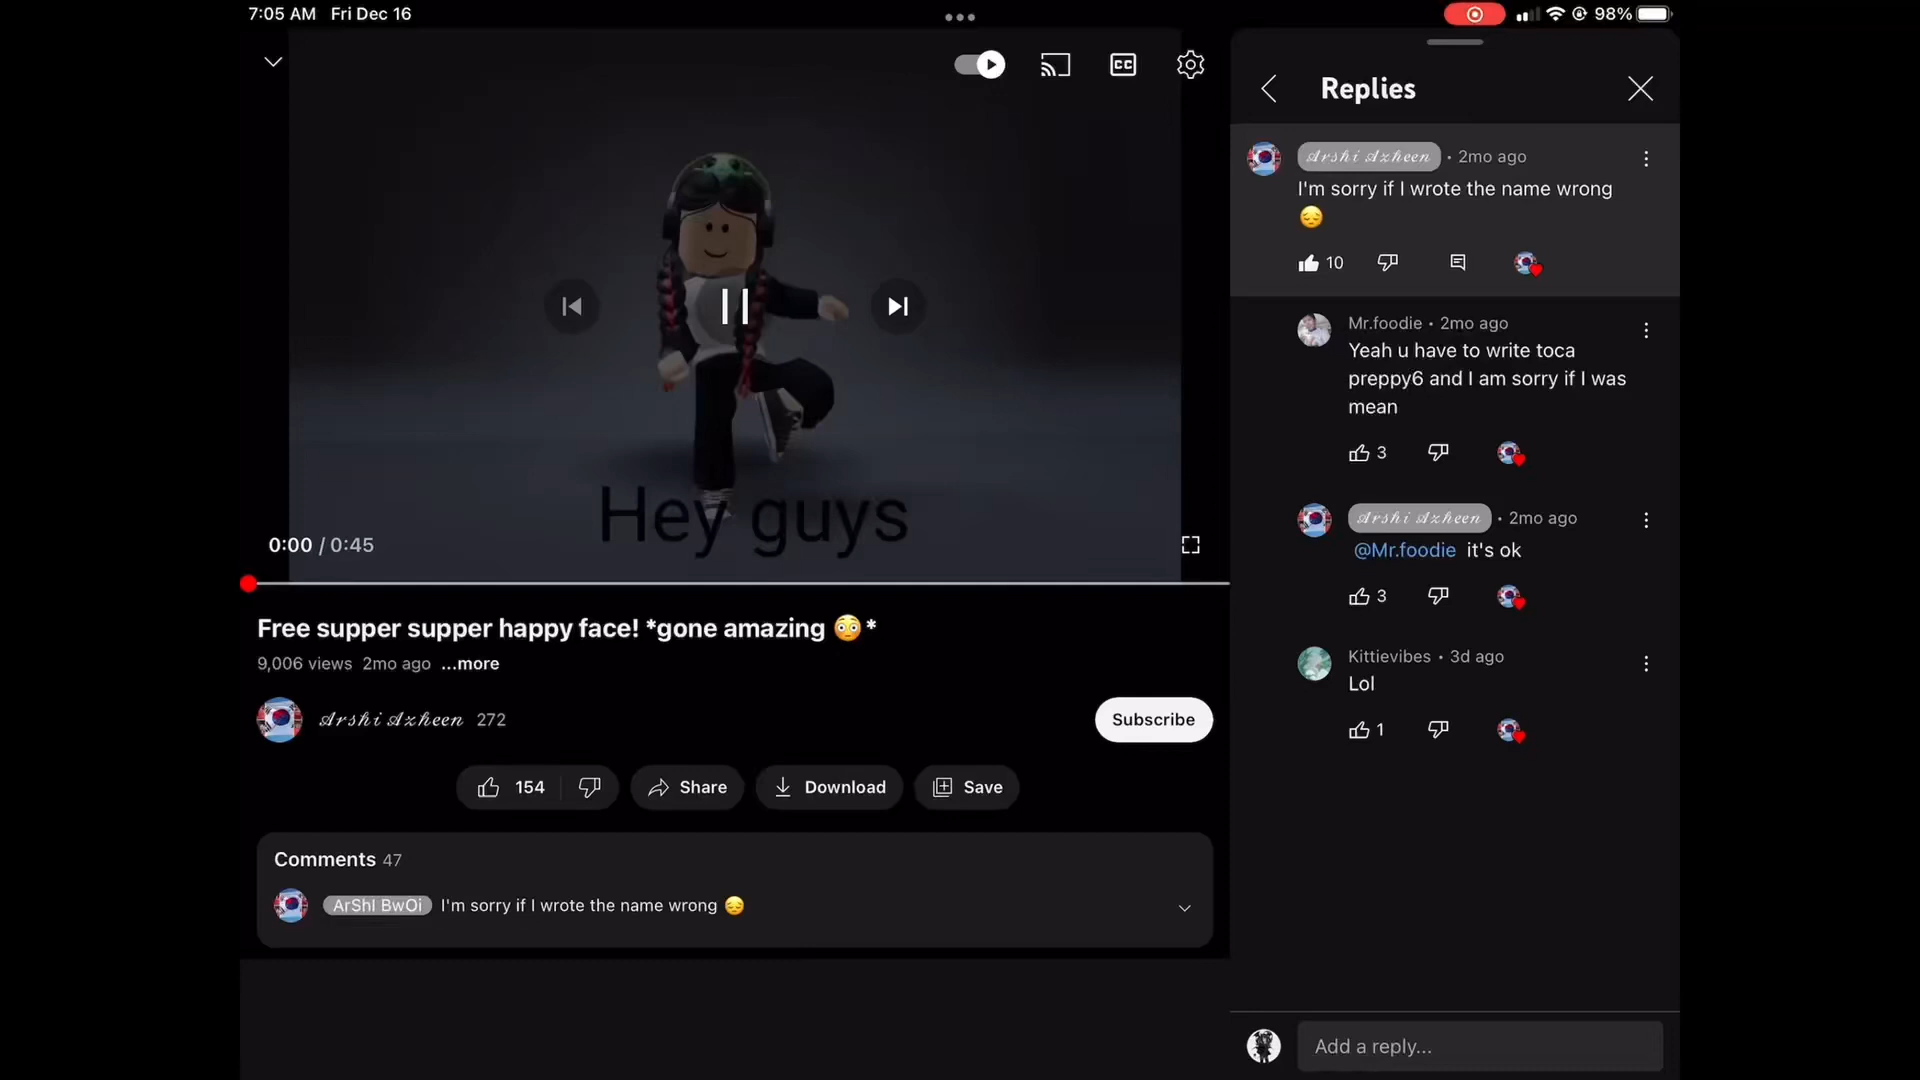 7:05 AM Fri Dec 16
98%
CC
Hey guys
0:00 / 0:45
Free supper supper happy face! *gone amazing 😳*
9,006 views 2mo ago ...more
𝒜𝓇𝓈𝒽𝒾 𝒜𝓏𝒽𝑒𝑒𝓃 272
Subscribe
154
Share
Download
Save
Comments 47
ArShI BwOi I'm sorry if I wrote the name wrong 😔
Replies
𝒜𝓇𝓈𝒽𝒾 𝒜𝓏𝒽𝑒𝑒𝓃 • 2mo ago
I'm sorry if I wrote the name wrong
😔
10
Mr.foodie • 2mo ago
Yeah u have to write toca
preppy6 and I am sorry if I was
mean
3
𝒜𝓇𝓈𝒽𝒾 𝒜𝓏𝒽𝑒𝑒𝓃 • 2mo ago
@Mr.foodie it's ok
3
Kittievibes • 3d ago
Lol
1
Add a reply...